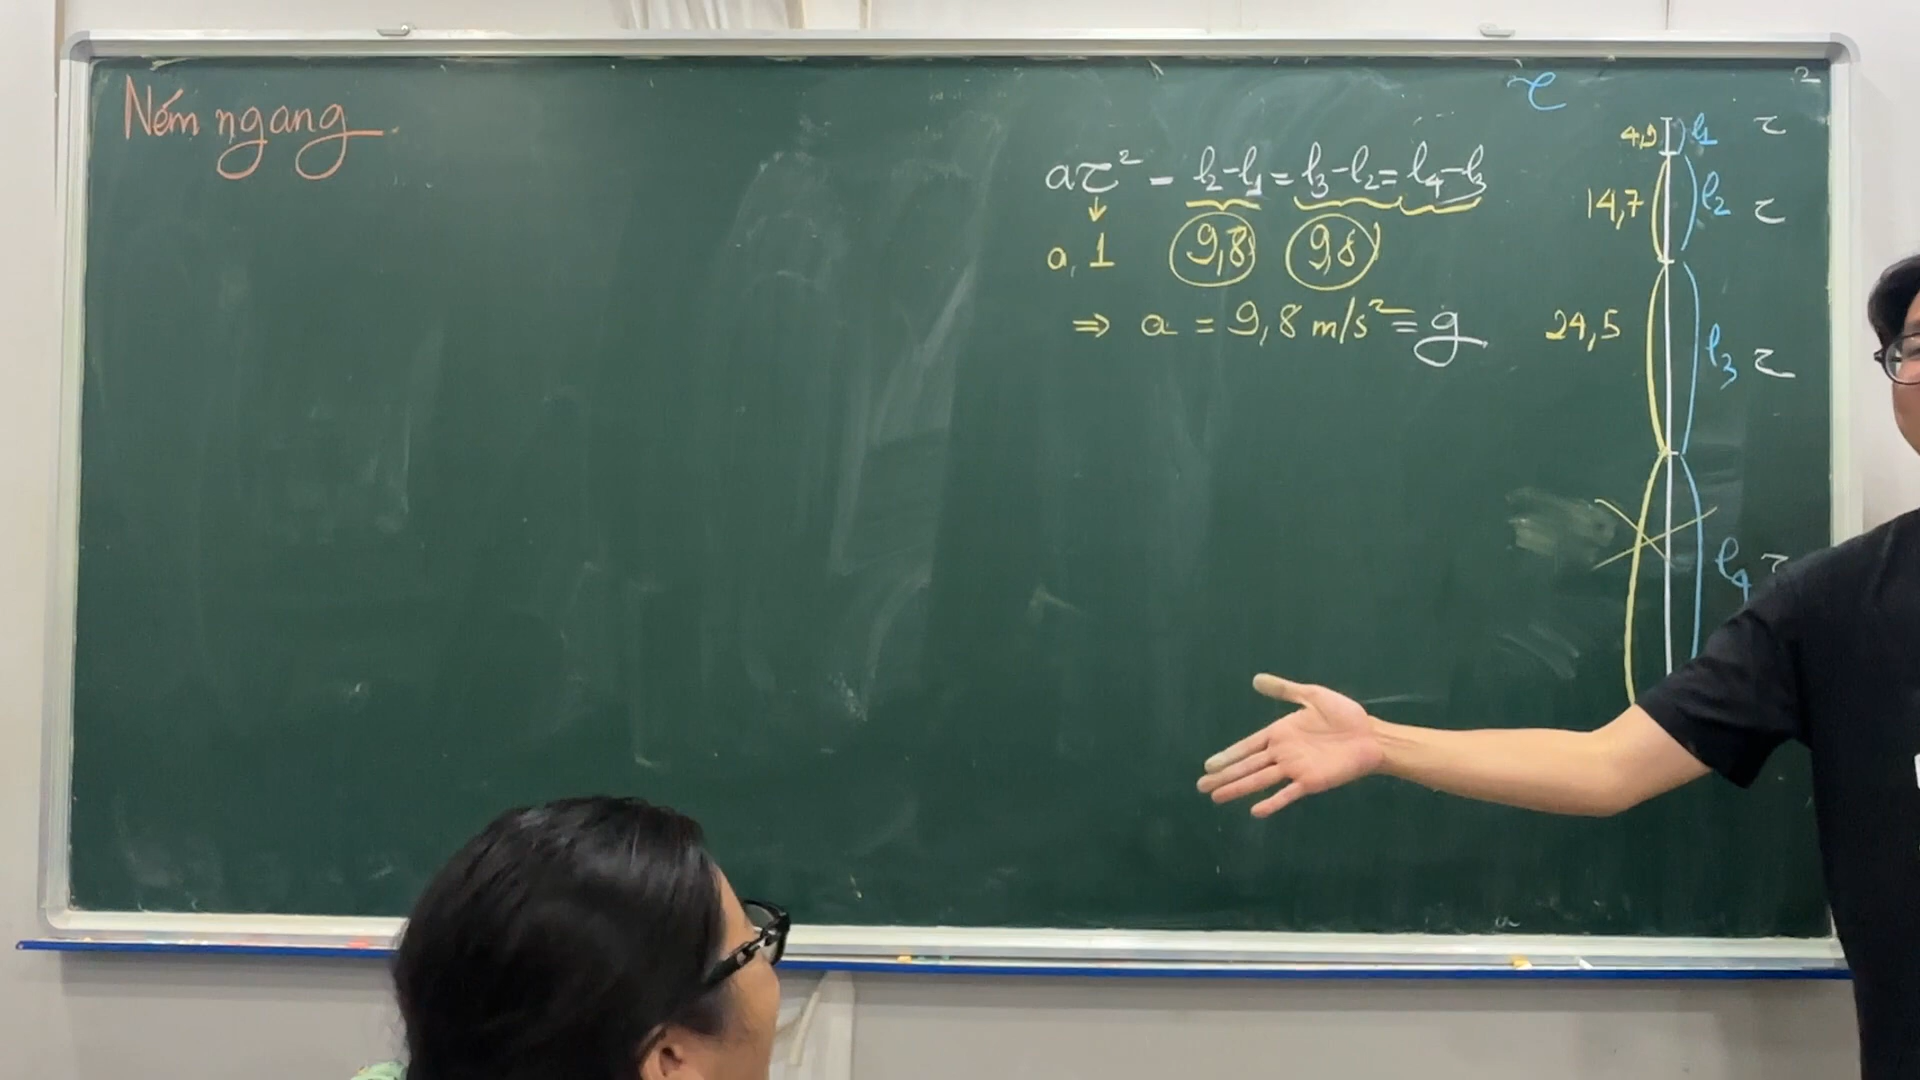 Ném ngang
aτ² = l₂-l₁ = l₃-l₂ = l₄-l₃
a. 1 9,8 9,8
⇒ a = 9,8 m/s² = g
τ
2
4,9 l₁ τ
14,7 l₂ τ
24,5 l₃ τ
l₄ τ